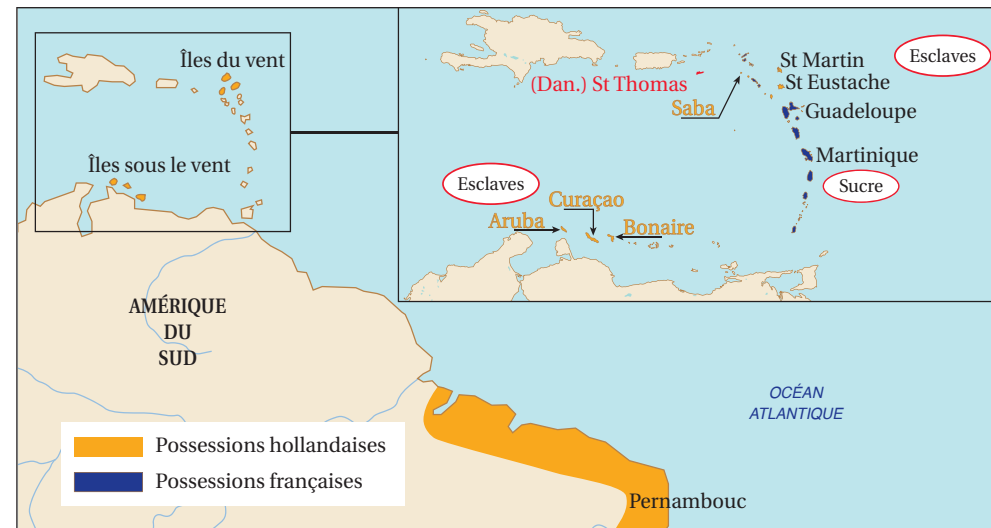 Îles du vent
Îles sous le vent
St Martin
Esclaves
(Dan.) St Thomas
St Eustache
Saba
Guadeloupe
Martinique
Esclaves
Sucre
Curaçao
Aruba
Bonaire
AMÉRIQUE
DU
SUD
OCÉAN
ATLANTIQUE
Possessions hollandaises
Possessions françaises
Pernambouc